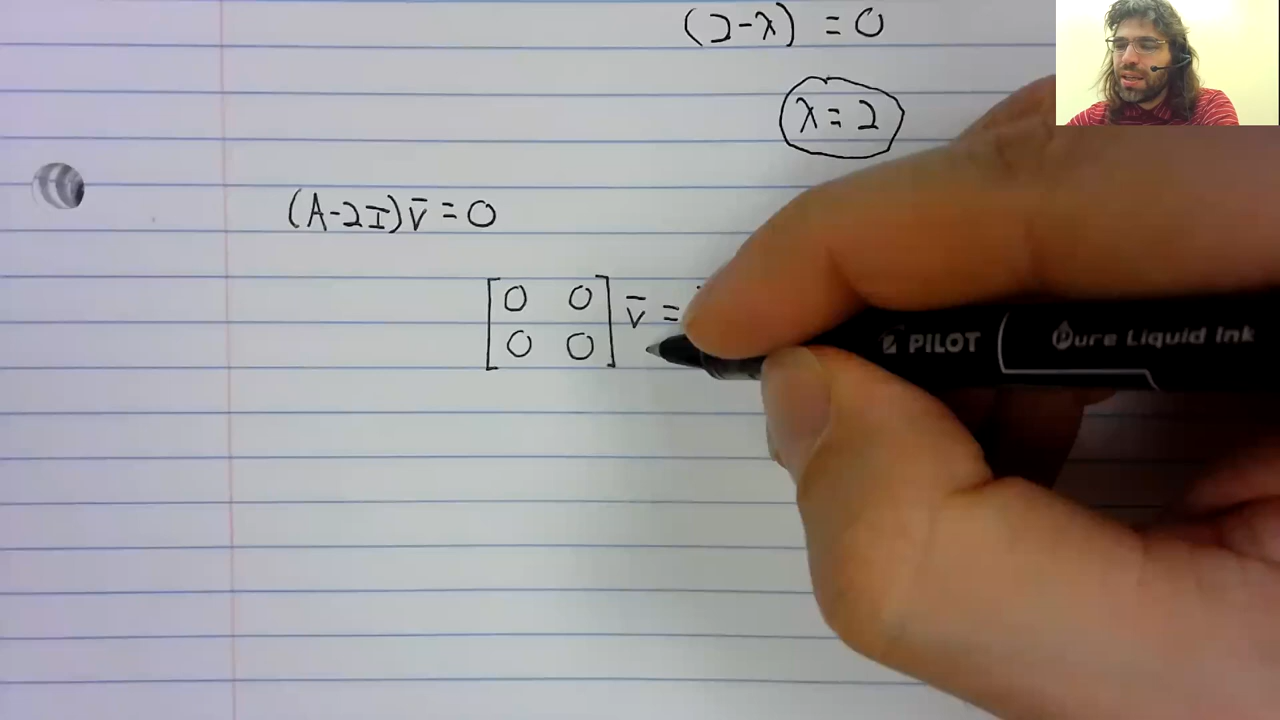 (2-λ) = 0
λ = 2
(A-2I)v̄ = 0
[0 0
0 0] v̄ =
PILOT
Pure Liquid Ink